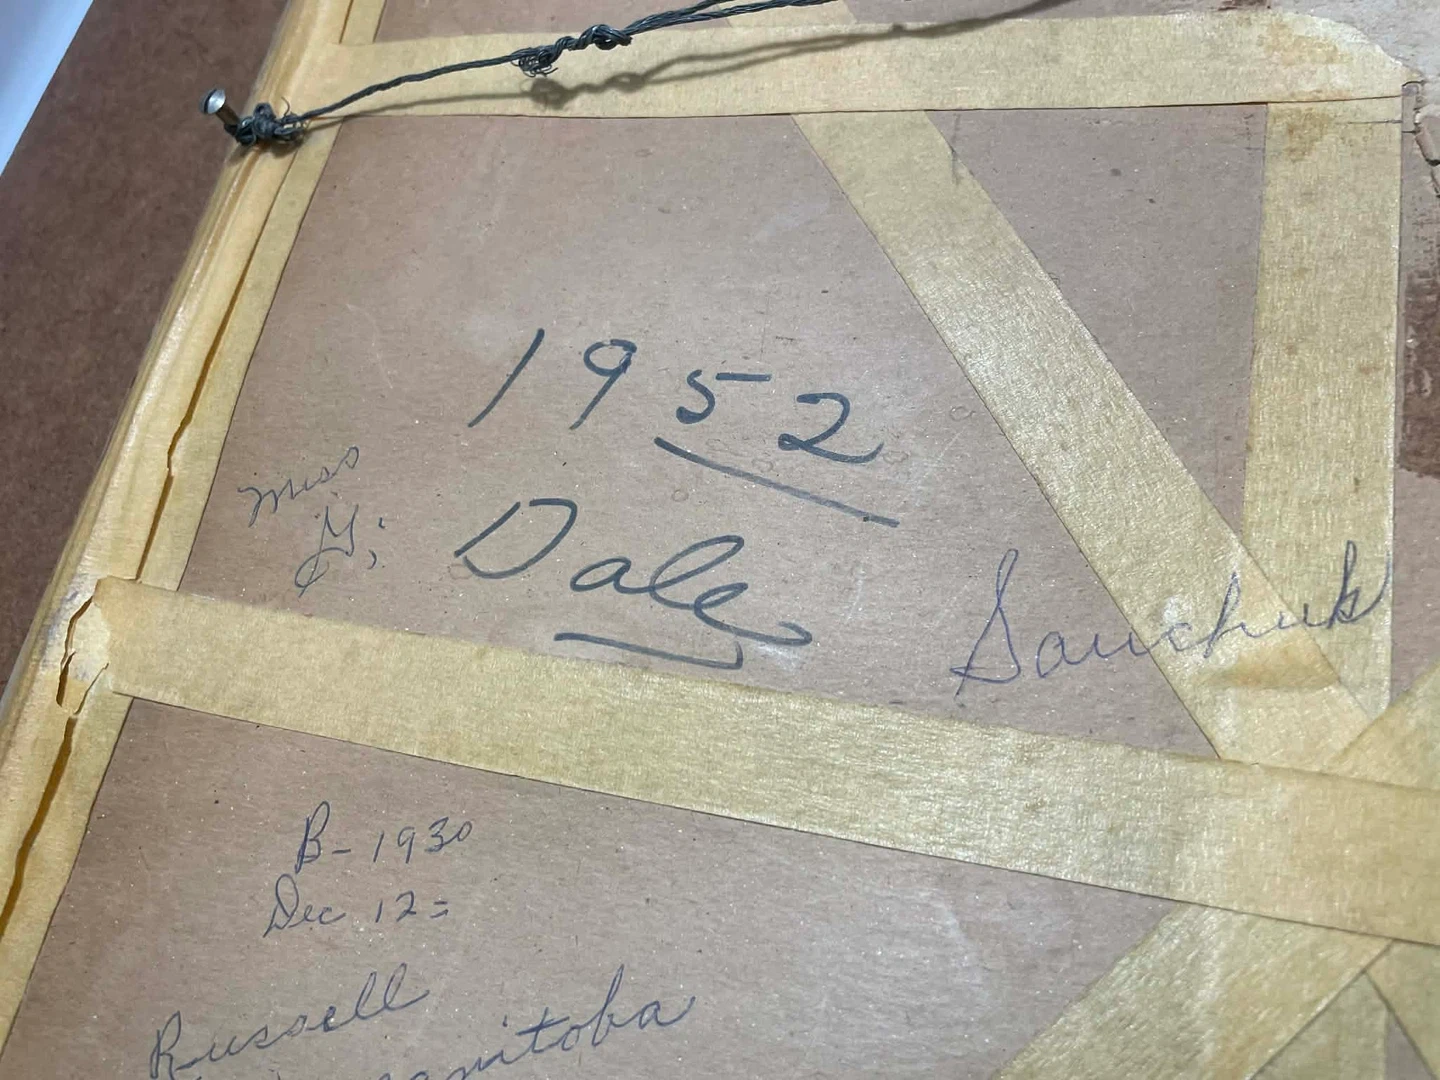 1952
Miss
G; Dale Sawchuk
B-1930
Dec 12=
Russell
Manitoba